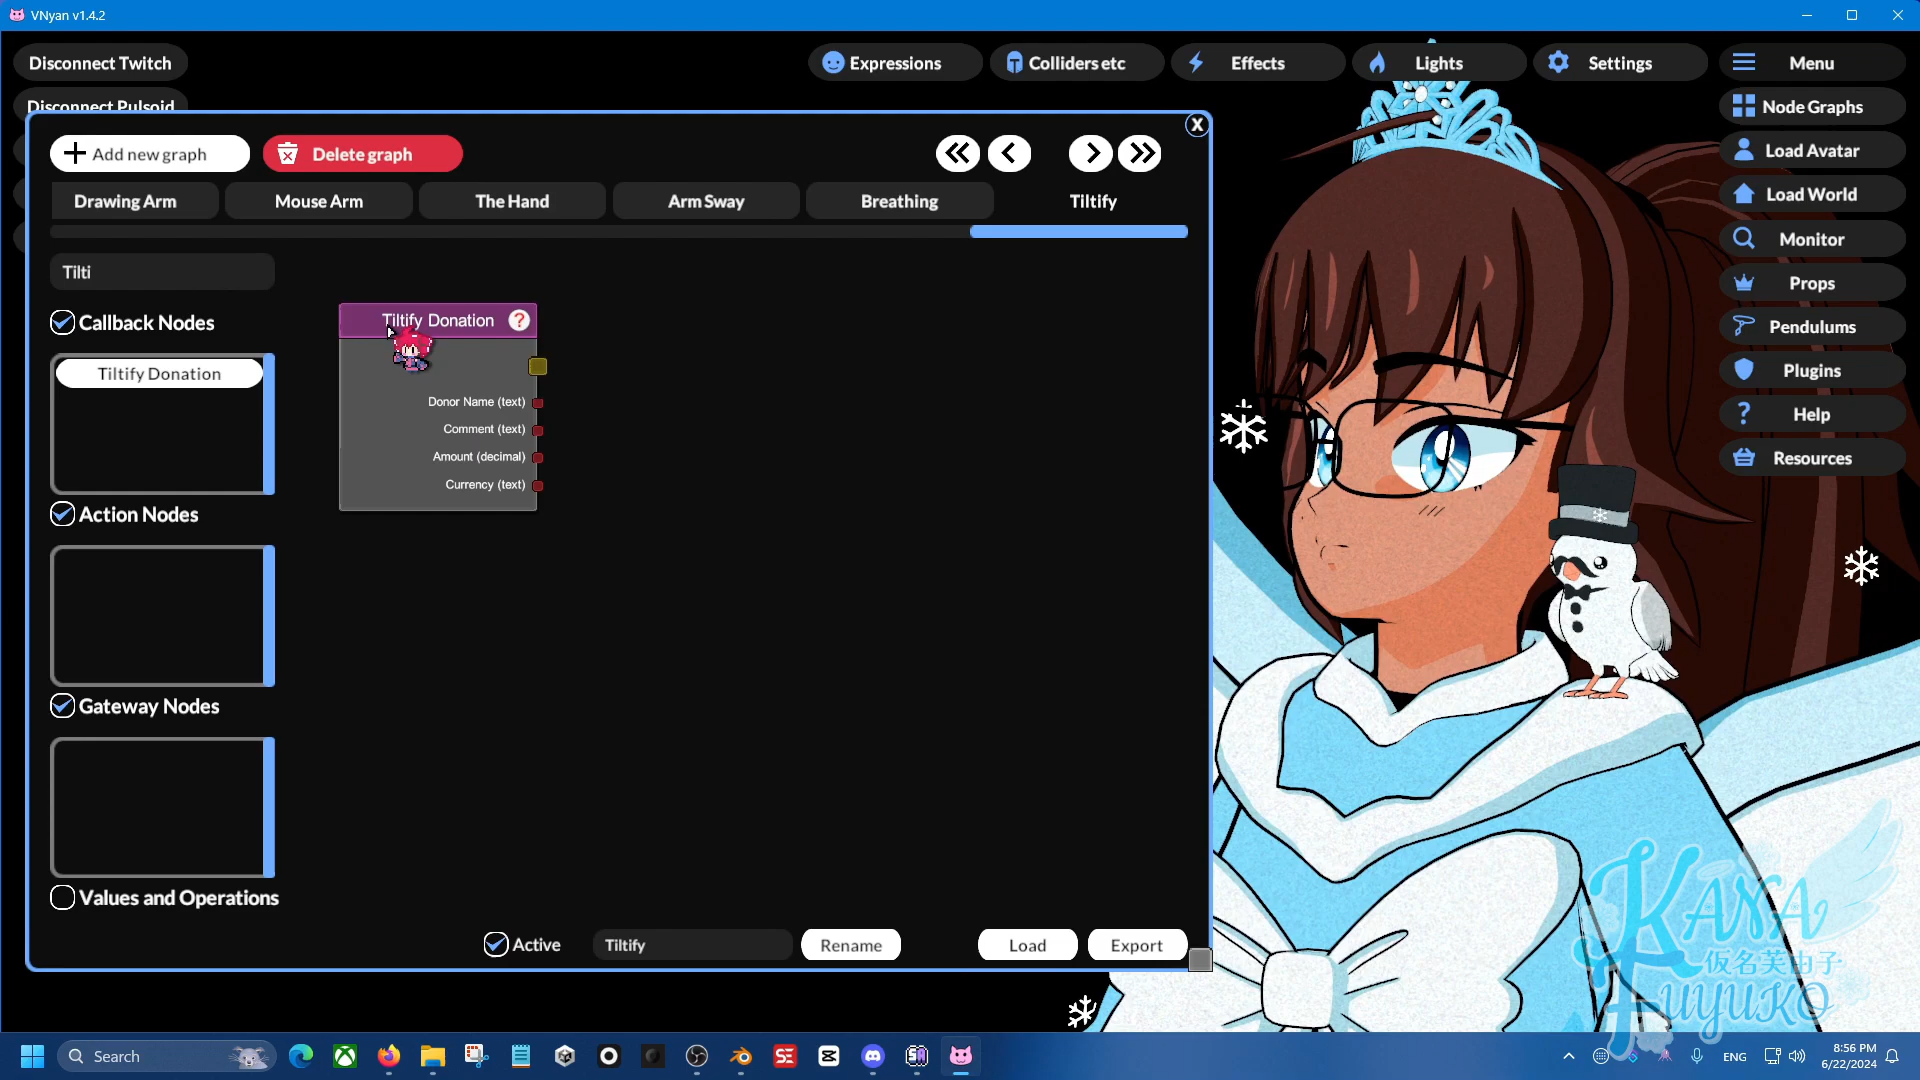 VNyan v1.4.2
Disconnect Twitch
Expressions
Colliders etc
Effects
Lights
Settings
Menu
Disconnect Pulsoid
Node Graphs
Add new graph
Delete graph
Load Avatar
Drawing Arm
Mouse Arm
The Hand
Arm Sway
Breathing
Tiltify
Load World
Monitor
Tilti
Props
Callback Nodes
Tiltify Donation
Pendulums
Tiltify Donation
Plugins
Donor Name (text)
Help
Comment (text)
Amount (decimal)
Resources
Currency (text)
Action Nodes
Gateway Nodes
Values and Operations
Active
Tiltify
Rename
Load
Export
KANA
仮名芙由子
FUYUKO
Search
ENG
8:56 PM
6/22/2024